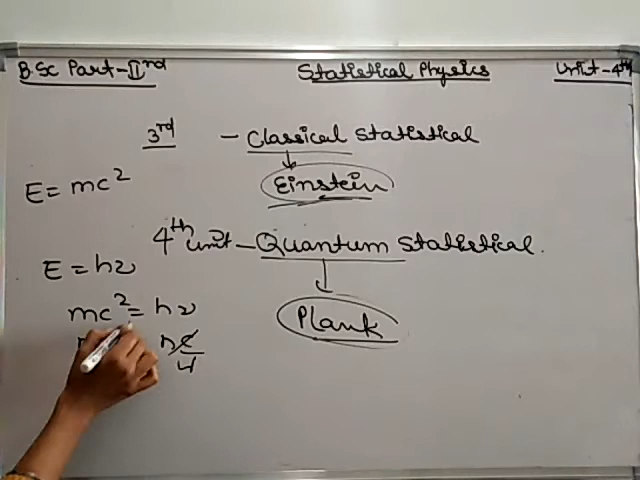 B.Sc Part-IIrd Statistical Physics Unit-4th
3rd - Classical Statistical
E = mc²
Einstein
4th unit - Quantum Statistical.
E = hν
mc² = hν
Plank